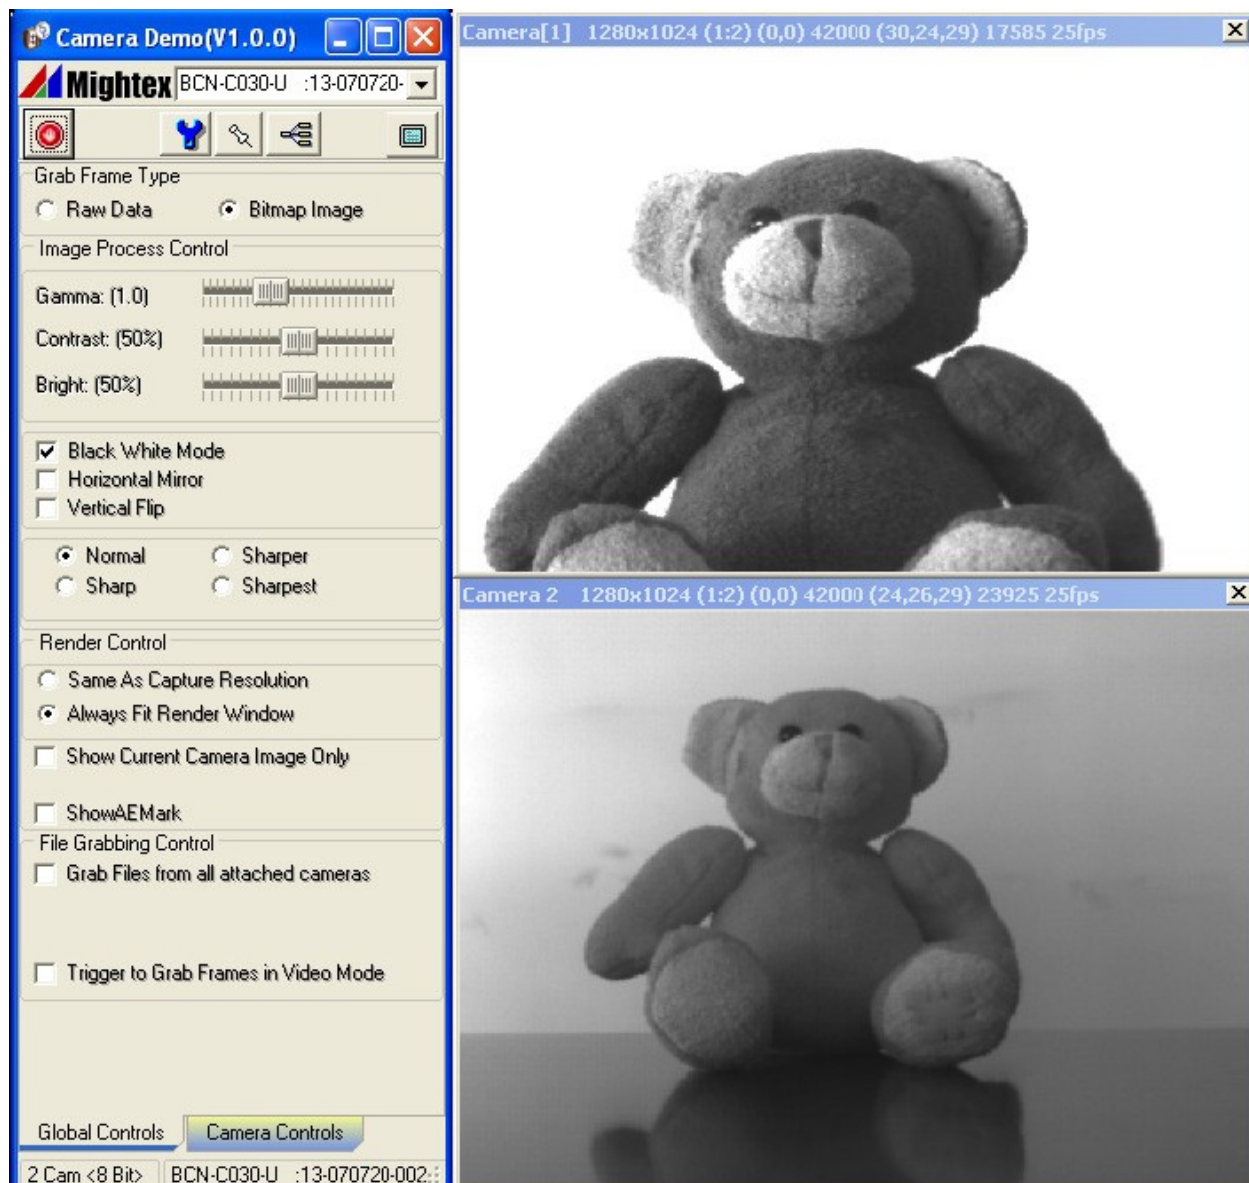 Camera Demo(V1.0.0)
Mightex BCN-C030-U :13-070720-
Grab Frame Type
Raw Data Bitmap Image
Image Process Control
Gamma: (1.0)
Contrast: (50%)
Bright: (50%)
Black White Mode
Horizontal Mirror
Vertical Flip
Normal Sharper
Sharp Sharpest
Render Control
Same As Capture Resolution
Always Fit Render Window
Show Current Camera Image Only
ShowAEMark
File Grabbing Control
Grab Files from all attached cameras
Trigger to Grab Frames in Video Mode
Global Controls Camera Controls
2 Cam <8 Bit> BCN-C030-U :13-070720-002
Camera[1] 1280x1024 (1:2) (0,0) 42000 (30,24,29) 17585 25fps
Camera 2 1280x1024 (1:2) (0,0) 42000 (24,26,29) 23925 25fps